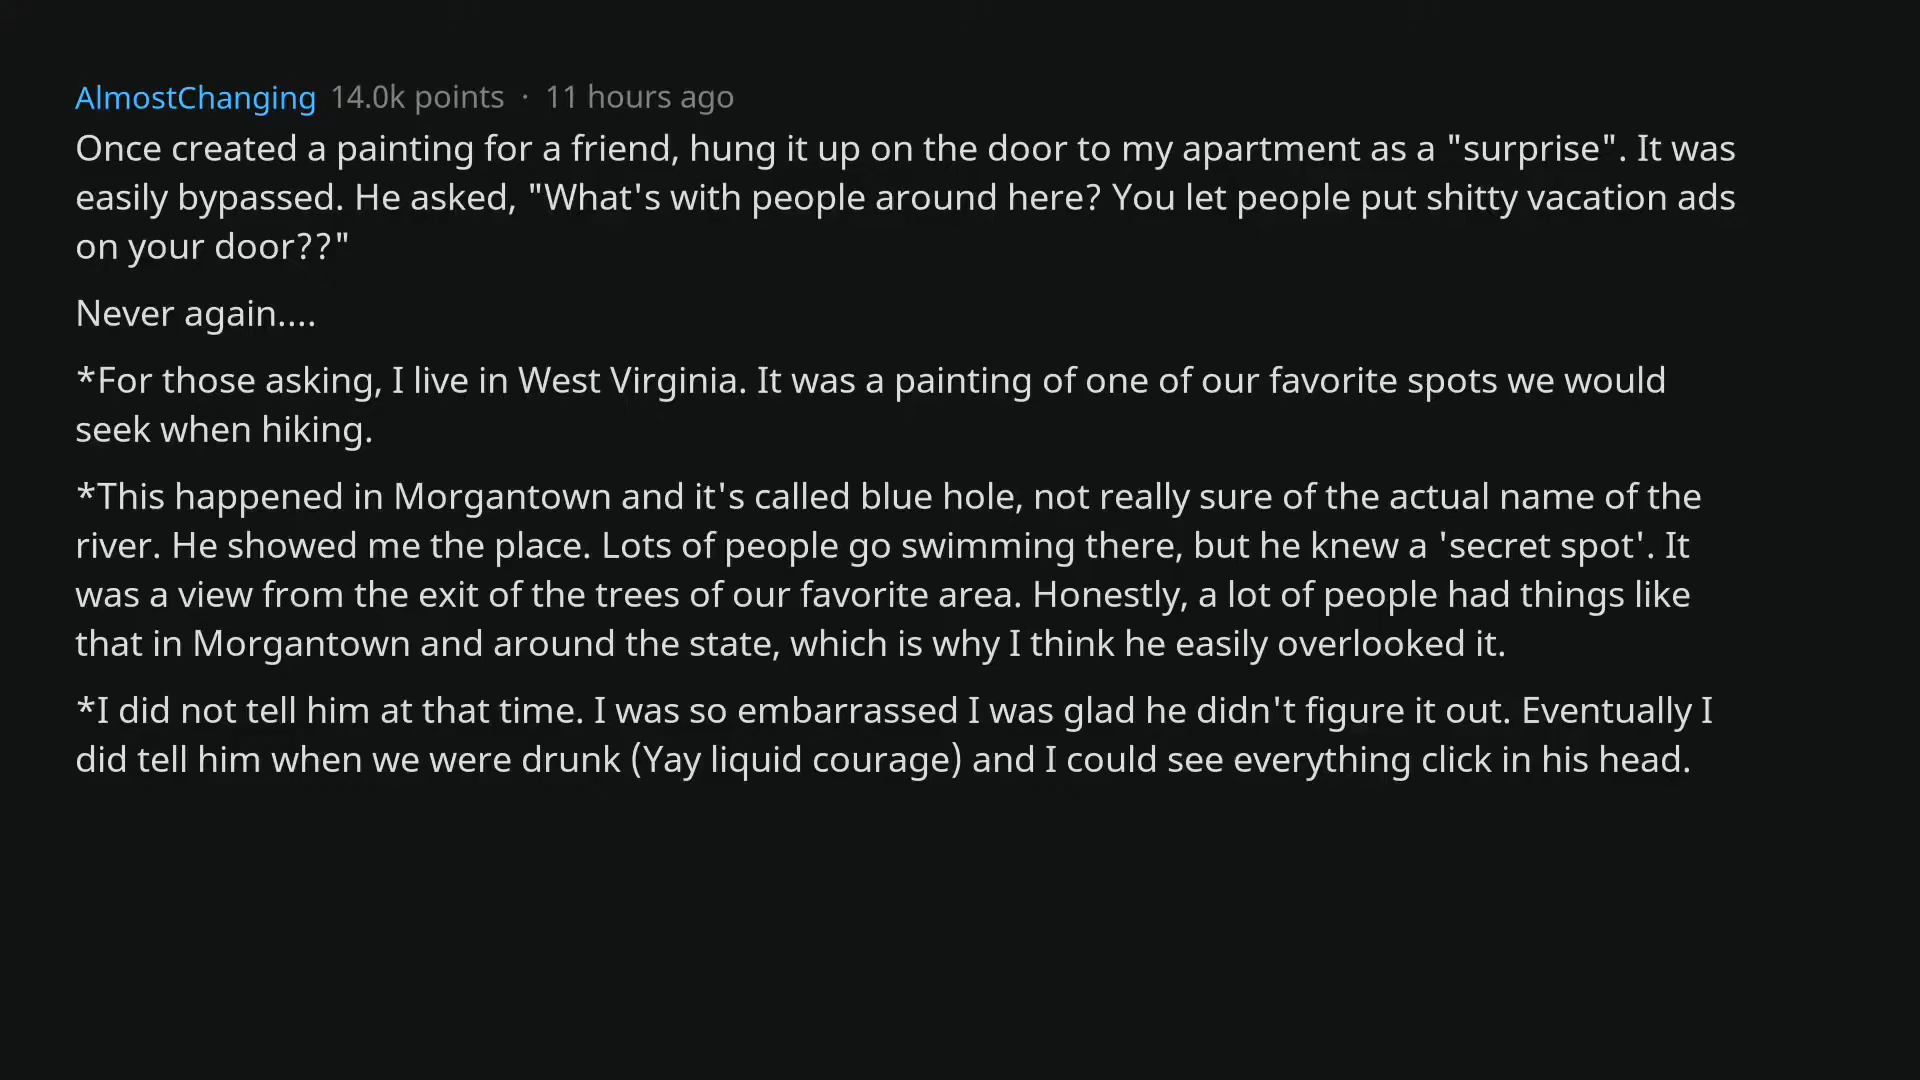 AlmostChanging 14.0k points · 11 hours ago
Once created a painting for a friend, hung it up on the door to my apartment as a "surprise". It was
easily bypassed. He asked, "What's with people around here? You let people put shitty vacation ads
on your door??"
Never again....
*For those asking, I live in West Virginia. It was a painting of one of our favorite spots we would
seek when hiking.
*This happened in Morgantown and it's called blue hole, not really sure of the actual name of the
river. He showed me the place. Lots of people go swimming there, but he knew a 'secret spot'. It
was a view from the exit of the trees of our favorite area. Honestly, a lot of people had things like
that in Morgantown and around the state, which is why I think he easily overlooked it.
*I did not tell him at that time. I was so embarrassed I was glad he didn't figure it out. Eventually I
did tell him when we were drunk (Yay liquid courage) and I could see everything click in his head.